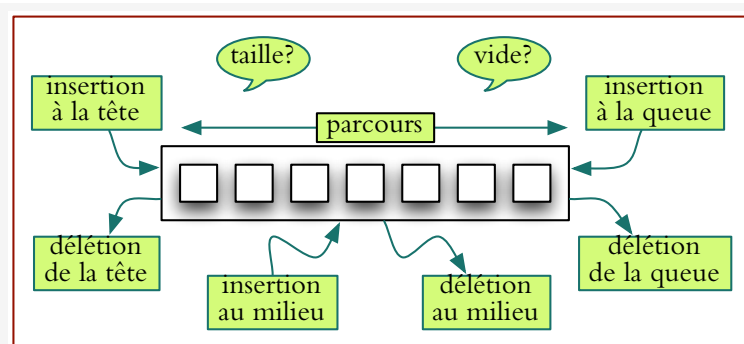 taille?
vide?
insertion
à la tête
parcours
insertion
à la queue
délétion
de la tête
insertion
au milieu
délétion
au milieu
délétion
de la queue